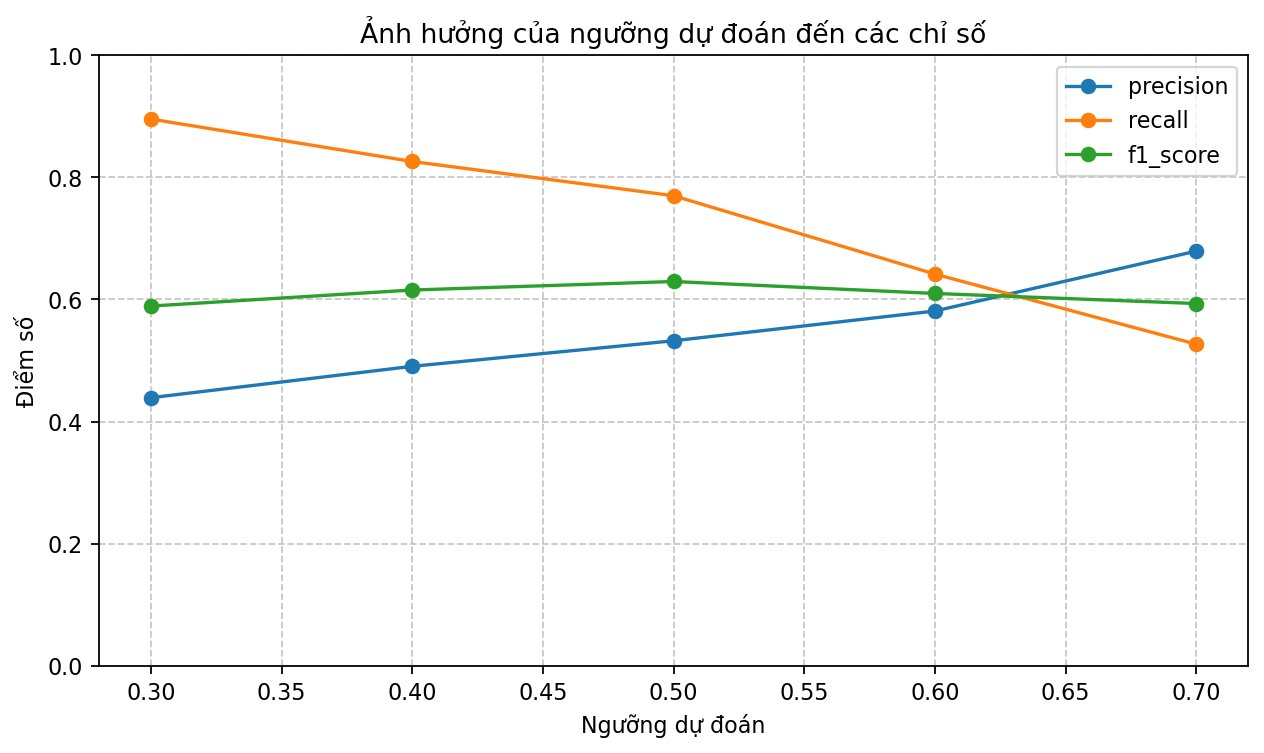 Ảnh hưởng của ngưỡng dự đoán đến các chỉ số
precision
recall
f1_score
Điểm số
1.0
0.8
0.6
0.4
0.2
0.0
0.30 0.35 0.40 0.45 0.50 0.55 0.60 0.65 0.70
Ngưỡng dự đoán